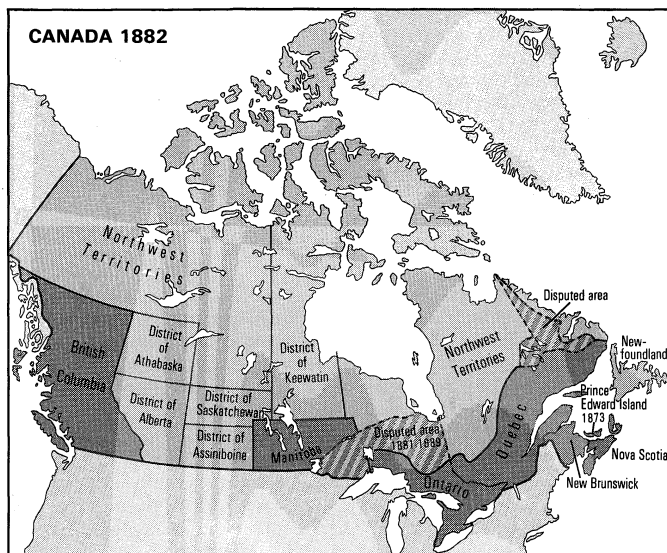 CANADA 1882
Northwest
Territories
Disputed area
District
of
Athabaska
British
Columbia
District
of
Keewatin
Northwest
Territories
New-
foundland
District of
Alberta
District of
Saskatchewan
District of
Assiniboine
Manitoba
Disputed area
1881-1889
Quebec
Prince
Edward Island
1873
Nova Scotia
New Brunswick
Ontario